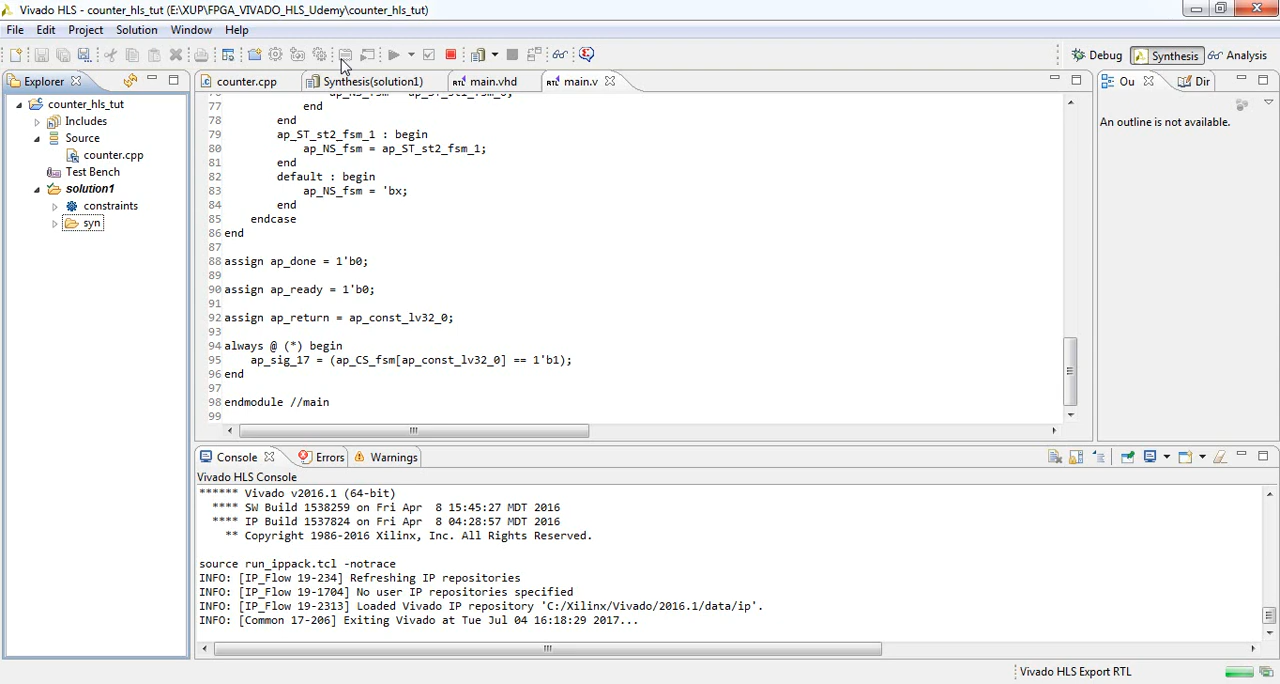 Vivado HLS - counter_hls_tut (E:\XUP\FPGA_VIVADO_HLS_Udemy\counter_hls_tut)
File Edit Project Solution Window Help
Debug Synthesis Analysis
Explorer
counter.cpp Synthesis(solution1) main.vhd main.v
Ou Dir
counter_hls_tut
Includes
Source
counter.cpp
Test Bench
solution1
constraints
syn
77 end
78 end
79 ap_ST_st2_fsm_1 : begin
80 ap_NS_fsm = ap_ST_st2_fsm_1;
81 end
82 default : begin
83 ap_NS_fsm = 'bx;
84 end
85 endcase
86 end
87
88 assign ap_done = 1'b0;
89
90 assign ap_ready = 1'b0;
91
92 assign ap_return = ap_const_lv32_0;
93
94 always @ (*) begin
95 ap_sig_17 = (ap_CS_fsm[ap_const_lv32_0] == 1'b1);
96 end
97
98 endmodule //main
99
An outline is not available.
Console Errors Warnings
Vivado HLS Console
****** Vivado v2016.1 (64-bit)
**** SW Build 1538259 on Fri Apr 8 15:45:27 MDT 2016
**** IP Build 1537824 on Fri Apr 8 04:28:57 MDT 2016
** Copyright 1986-2016 Xilinx, Inc. All Rights Reserved.
source run_ippack.tcl -notrace
INFO: [IP_Flow 19-234] Refreshing IP repositories
INFO: [IP_Flow 19-1704] No user IP repositories specified
INFO: [IP_Flow 19-2313] Loaded Vivado IP repository 'C:/Xilinx/Vivado/2016.1/data/ip'.
INFO: [Common 17-206] Exiting Vivado at Tue Jul 04 16:18:29 2017...
Vivado HLS Export RTL